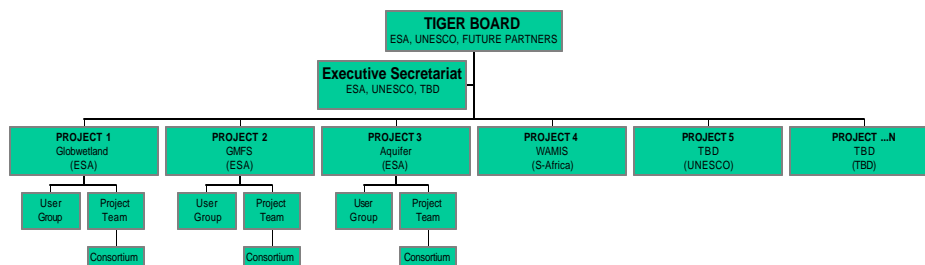 TIGER BOARD
ESA, UNESCO, FUTURE PARTNERS
Executive Secretariat
ESA, UNESCO, TBD
PROJECT 1
Globwetland
(ESA)
PROJECT 2
GMFS
(ESA)
PROJECT 3
Aquifer
(ESA)
PROJECT 4
WAMIS
(S-Africa)
PROJECT 5
TBD
(UNESCO)
PROJECT ...N
TBD
(TBD)
User
Group
Project
Team
User
Group
Project
Team
User
Group
Project
Team
Consortium
Consortium
Consortium